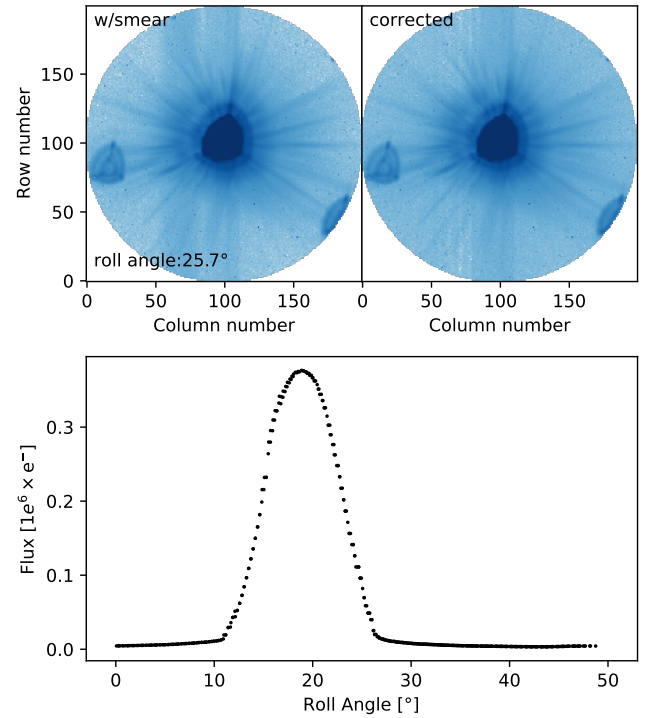 w/smear
corrected
roll angle:25.7°
Row number
150
100
50
0
0 50 100 150
0 50 100 150
Column number
Column number
Flux [1e⁶ × e⁻]
0.3
0.2
0.1
0.0
0 10 20 30 40 50
Roll Angle [°]